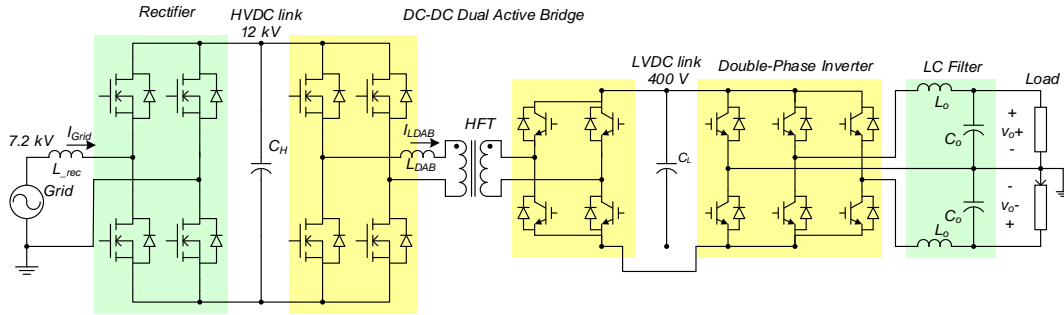 Rectifier
HVDC link
12 kV
DC-DC Dual Active Bridge
LVDC link
400 V
Double-Phase Inverter
LC Filter
Load
7.2 kV
I_Grid
L_rec
Grid
C_H
I_LDAB
L_DAB
HFT
C_L
L_o
C_o
+
v_o+
-
-
v_o-
+
C_o
L_o